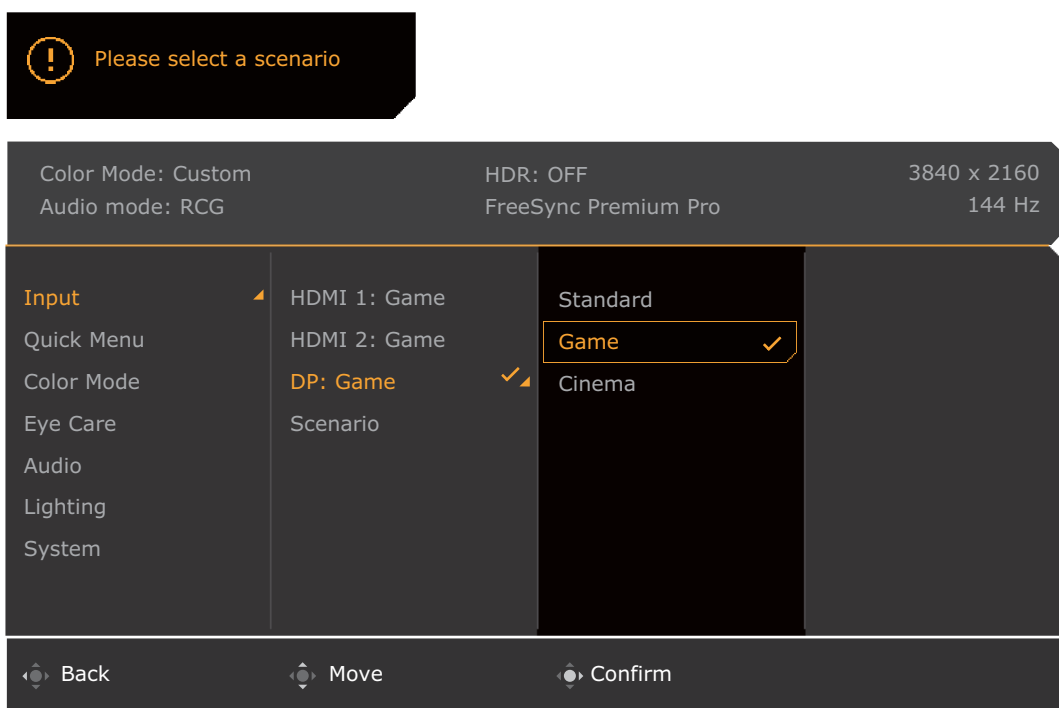 Please select a scenario
Color Mode: Custom
HDR: OFF
3840 x 2160
Audio mode: RCG
FreeSync Premium Pro
144 Hz
Input
Quick Menu
Color Mode
Eye Care
Audio
Lighting
System
HDMI 1: Game
HDMI 2: Game
DP: Game
Scenario
Standard
Game
Cinema
Back
Move
Confirm